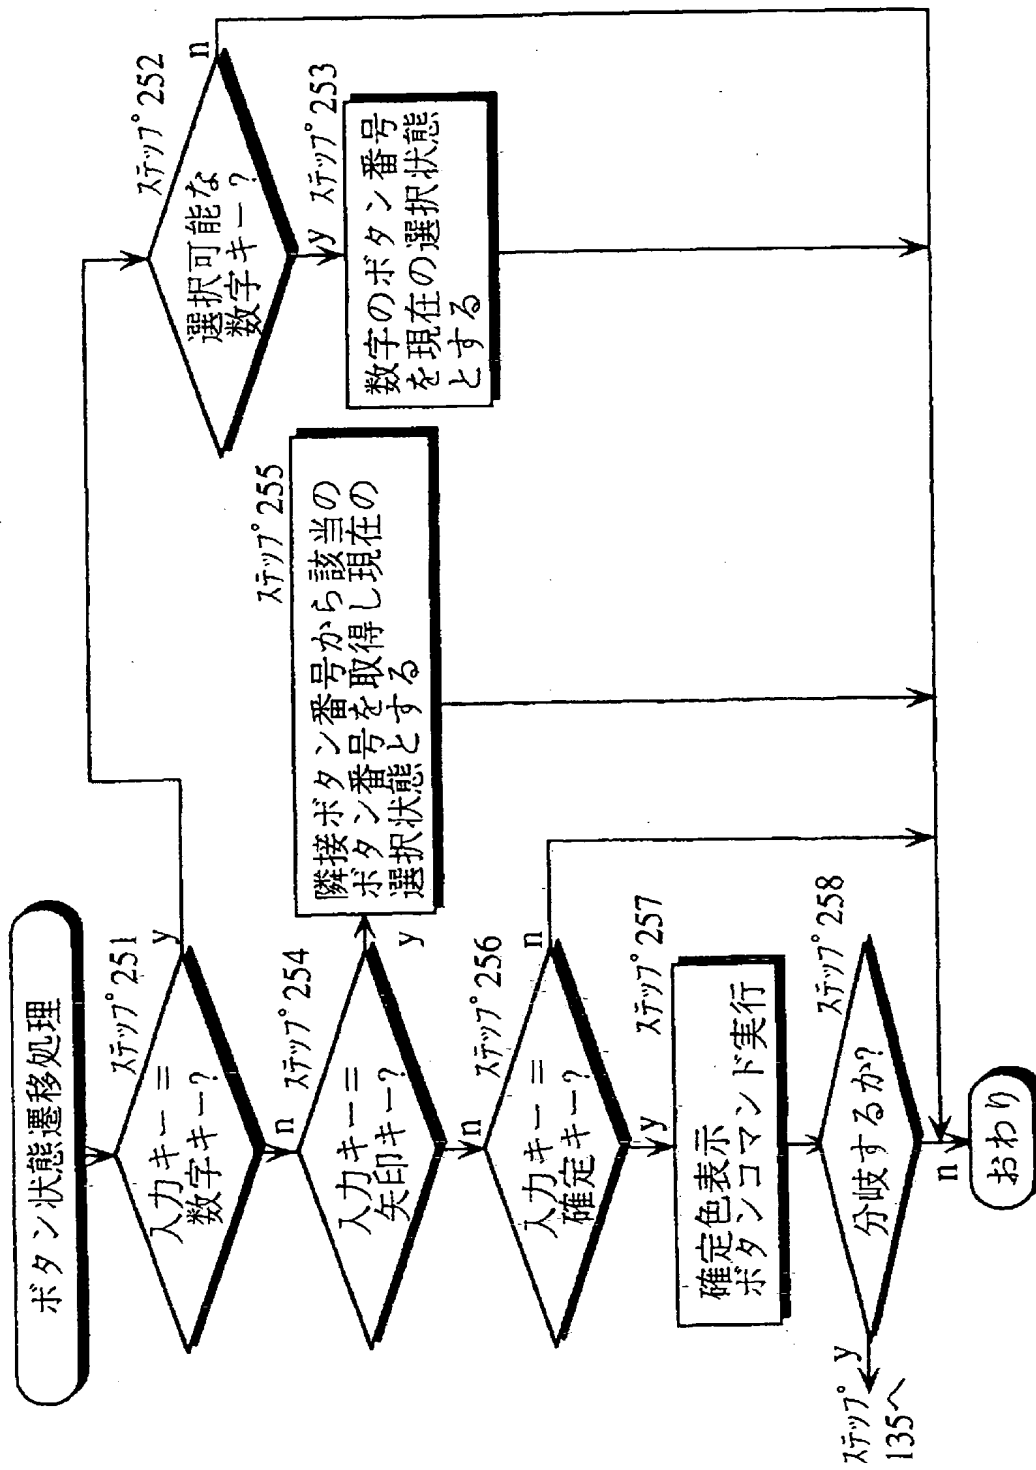 ボタン状態遷移処理
ステップ251
入力キー＝
数字キー?
y
n
ステップ252
選択可能な
数字キー?
n
y
ステップ253
数字のボタン番号
を現在の選択状態
とする
ステップ254
入力キー＝
矢印キー?
y
n
ステップ255
隣接ボタン番号から該当の
ボタン番号を取得し現在の
選択状態とする
ステップ256
入力キー＝
確定キー?
n
y
ステップ257
確定色表示
ボタンコマンド実行
ステップ258
分岐するか?
y
ステップ
135へ
n
おわり